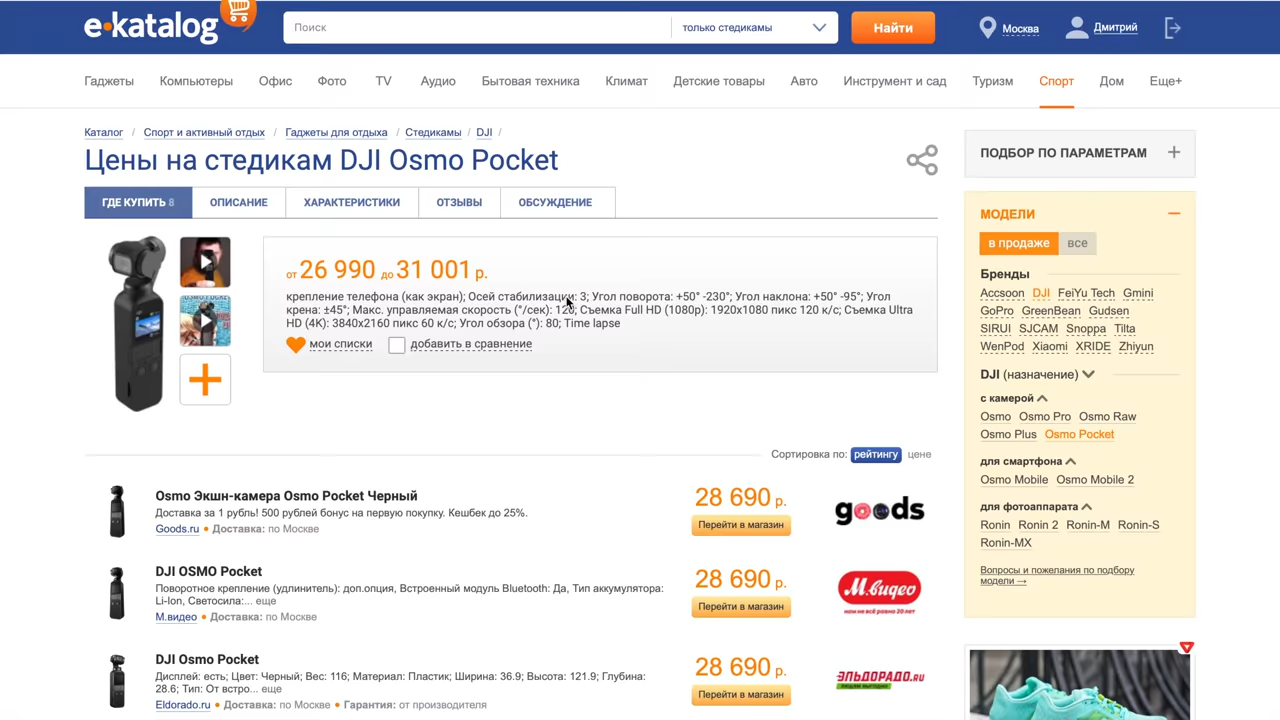 e·katalog
Поиск
только стедикамы
Найти
Москва
Дмитрий
Гаджеты Компьютеры Офис Фото TV Аудио Бытовая техника Климат Детские товары Авто Инструмент и сад Туризм Спорт Дом Еще+
Каталог / Спорт и активный отдых / Гаджеты для отдыха / Стедикамы / DJI /
Цены на стедикам DJI Osmo Pocket
ГДЕ КУПИТЬ 8 ОПИСАНИЕ ХАРАКТЕРИСТИКИ ОТЗЫВЫ ОБСУЖДЕНИЕ
от 26 990 до 31 001 р.
крепление телефона (как экран); Осей стабилизации: 3; Угол поворота: +50° -230°; Угол наклона: +50° -95°; Угол
крена: ±45°; Макс. управляемая скорость (°/сек): 120; Съемка Full HD (1080p): 1920x1080 пикс 120 к/с; Съемка Ultra
HD (4K): 3840x2160 пикс 60 к/с; Угол обзора (°): 80; Time lapse
мои списки добавить в сравнение
Сортировка по: рейтингу цене
Osmo Экшн-камера Osmo Pocket Черный
Доставка за 1 рубль! 500 рублей бонус на первую покупку. Кешбек до 25%.
Goods.ru • Доставка: по Москве
28 690 р.
Перейти в магазин
goods
DJI OSMO Pocket
Поворотное крепление (удлинитель): доп.опция, Встроенный модуль Bluetooth: Да, Тип аккумулятора:
Li-Ion, Светосила:... еще
М.видео • Доставка: по Москве
28 690 р.
Перейти в магазин
М.видео
нам не всё равно 20 лет
DJI Osmo Pocket
Дисплей: есть; Цвет: Черный; Вес: 116; Материал: Пластик; Ширина: 36.9; Высота: 121.9; Глубина:
28.6; Тип: От встро... еще
Eldorado.ru • Доставка: по Москве • Гарантия: от производителя
28 690 р.
Перейти в магазин
ЭЛЬДОРАДО.RU
ПОДБОР ПО ПАРАМЕТРАМ
МОДЕЛИ
в продаже все
Бренды
Accsoon DJI FeiYu Tech Gmini
GoPro GreenBean Gudsen
SIRUI SJCAM Snoppa Tilta
WenPod Xiaomi XRIDE Zhiyun
DJI (назначение)
с камерой
Osmo Osmo Pro Osmo Raw
Osmo Plus Osmo Pocket
для смартфона
Osmo Mobile Osmo Mobile 2
для фотоаппарата
Ronin Ronin 2 Ronin-M Ronin-S
Ronin-MX
Вопросы и пожелания по подбору
модели →